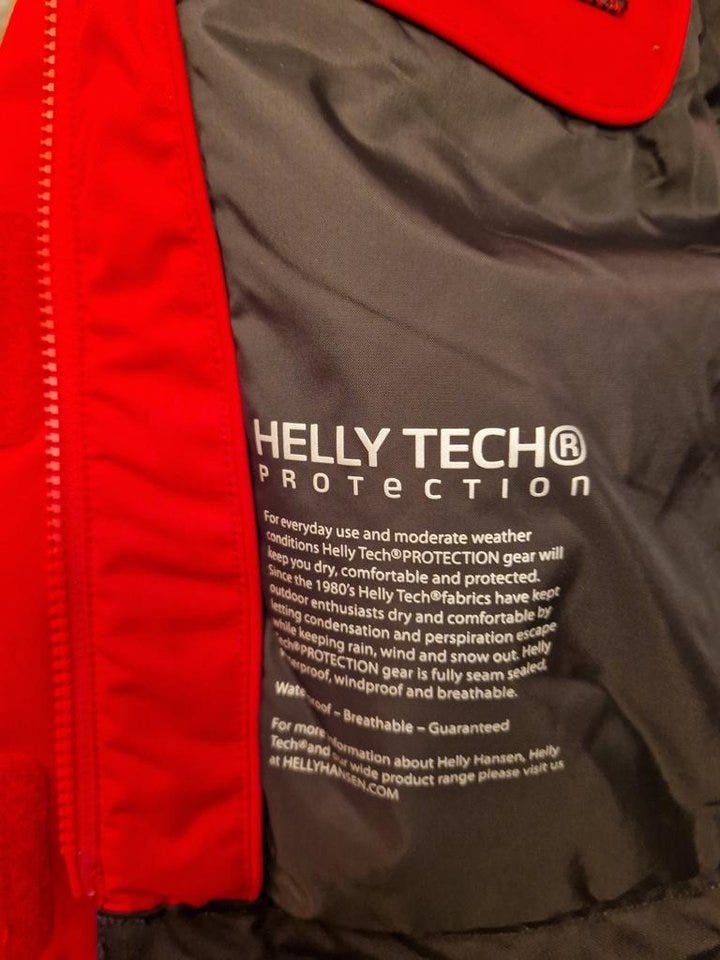 HELLY TECH®
PROTECTION
For everyday use and moderate weather
conditions Helly Tech®PROTECTION gear will
keep you dry, comfortable and protected.
Since the 1980's Helly Tech®fabrics have kept
outdoor enthusiasts dry and comfortable by
letting condensation and perspiration escape
while keeping rain, wind and snow out. Helly
Tech®PROTECTION gear is fully seam sealed,
windproof and breathable.
– Breathable – Guaranteed
For more information about Helly Hansen, Helly
Tech®and our wide product range please visit us
at HELLYHANSEN.COM